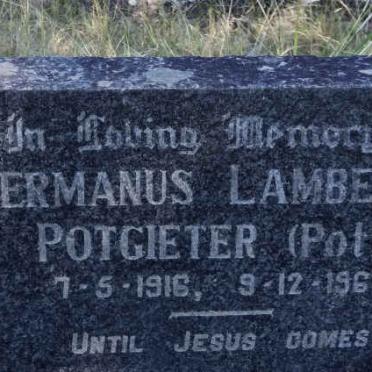 In Loving Memory
ERMANUS LAMBE
POTGIETER (Pot
7-5-1916, 9-12-196
UNTIL JESUS COMES